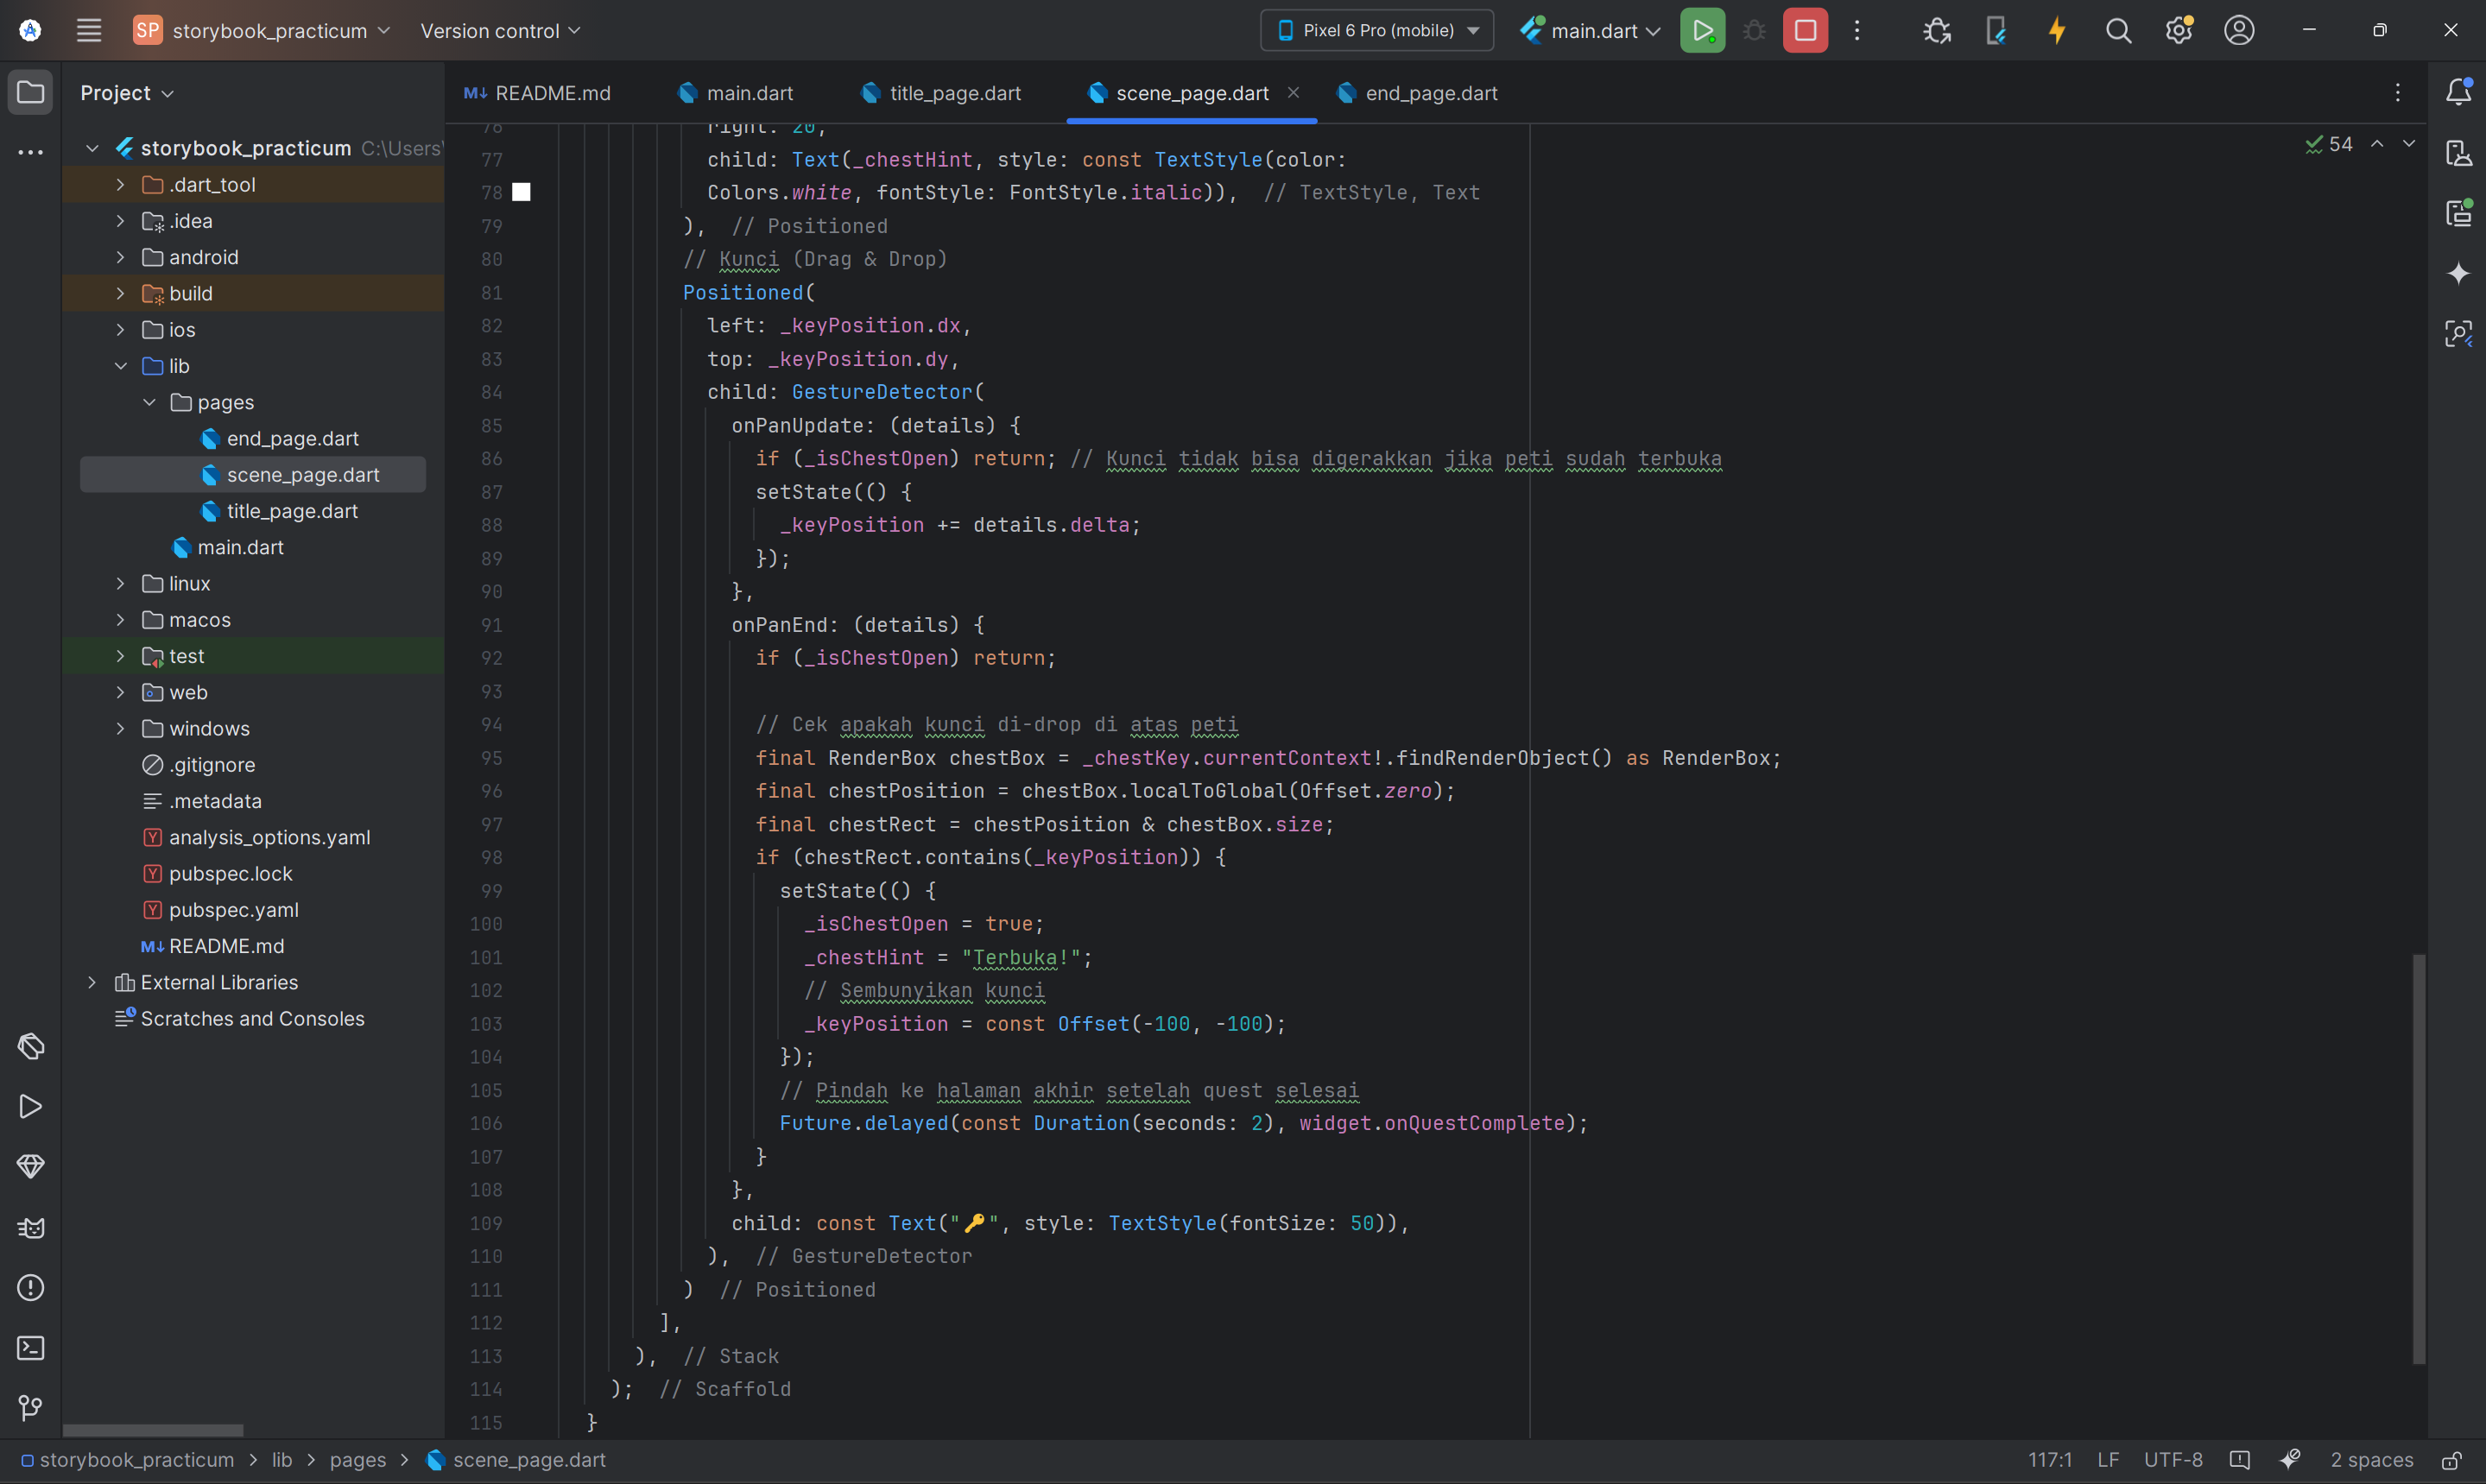 SP storybook_practicum Version control Pixel 6 Pro (mobile) main.dart
Project
README.md main.dart title_page.dart scene_page.dart end_page.dart
storybook_practicum C:\Users\
.dart_tool
.idea
android
build
ios
lib
pages
end_page.dart
scene_page.dart
title_page.dart
main.dart
linux
macos
test
web
windows
.gitignore
.metadata
analysis_options.yaml
pubspec.lock
pubspec.yaml
README.md
External Libraries
Scratches and Consoles
54
76 right: 20,
77 child: Text(_chestHint, style: const TextStyle(color:
78 Colors.white, fontStyle: FontStyle.italic)), // TextStyle, Text
79 ), // Positioned
80 // Kunci (Drag & Drop)
81 Positioned(
82 left: _keyPosition.dx,
83 top: _keyPosition.dy,
84 child: GestureDetector(
85 onPanUpdate: (details) {
86 if (_isChestOpen) return; // Kunci tidak bisa digerakkan jika peti sudah terbuka
87 setState(() {
88 _keyPosition += details.delta;
89 });
90 },
91 onPanEnd: (details) {
92 if (_isChestOpen) return;
93
94 // Cek apakah kunci di-drop di atas peti
95 final RenderBox chestBox = _chestKey.currentContext!.findRenderObject() as RenderBox;
96 final chestPosition = chestBox.localToGlobal(Offset.zero);
97 final chestRect = chestPosition & chestBox.size;
98 if (chestRect.contains(_keyPosition)) {
99 setState(() {
100 _isChestOpen = true;
101 _chestHint = "Terbuka!";
102 // Sembunyikan kunci
103 _keyPosition = const Offset(-100, -100);
104 });
105 // Pindah ke halaman akhir setelah quest selesai
106 Future.delayed(const Duration(seconds: 2), widget.onQuestComplete);
107 }
108 },
109 child: const Text("🔑", style: TextStyle(fontSize: 50)),
110 ), // GestureDetector
111 ) // Positioned
112 ],
113 ), // Stack
114 ); // Scaffold
115 }
storybook_practicum > lib > pages > scene_page.dart 117:1 LF UTF-8 2 spaces